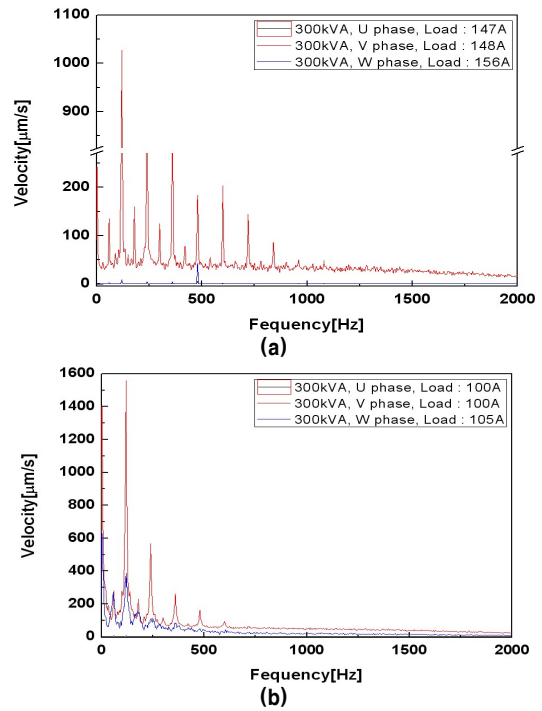 (a)
300kVA, U phase, Load : 147A
300kVA, V phase, Load : 148A
300kVA, W phase, Load : 156A
Velocity[μm/s]
1100
1000
900
200
100
0
0
500
1000
1500
2000
Fequency[Hz]
(a)
300kVA, U phase, Load : 100A
300kVA, V phase, Load : 100A
300kVA, W phase, Load : 105A
Velocity[μm/s]
1600
1400
1200
1000
800
600
400
200
0
0
500
1000
1500
2000
Fequency[Hz]
(b)